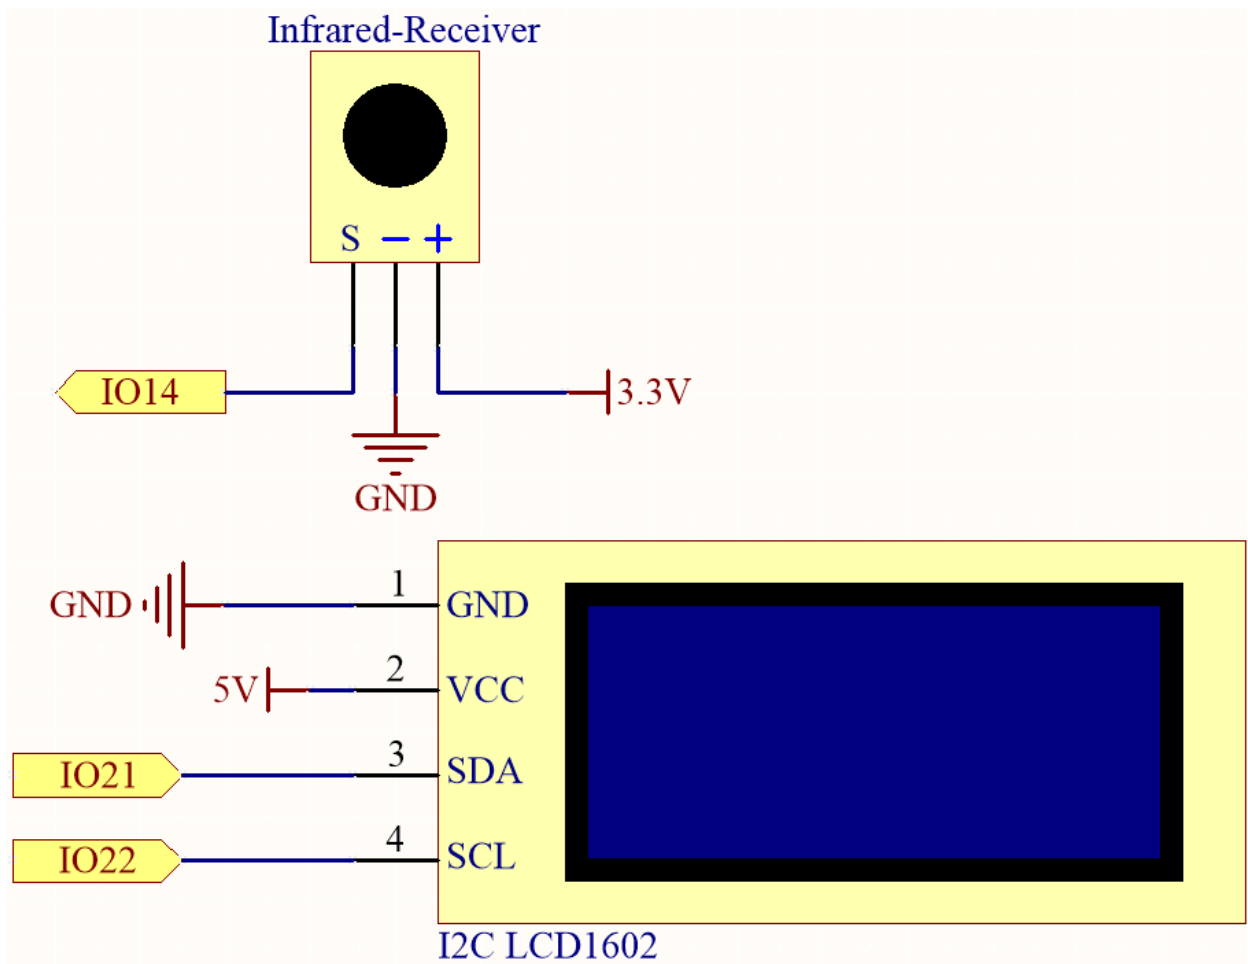 Infrared-Receiver
S − +
IO14
3.3V
GND
GND
1
GND
5V
2
VCC
IO21
3
SDA
IO22
4
SCL
I2C LCD1602